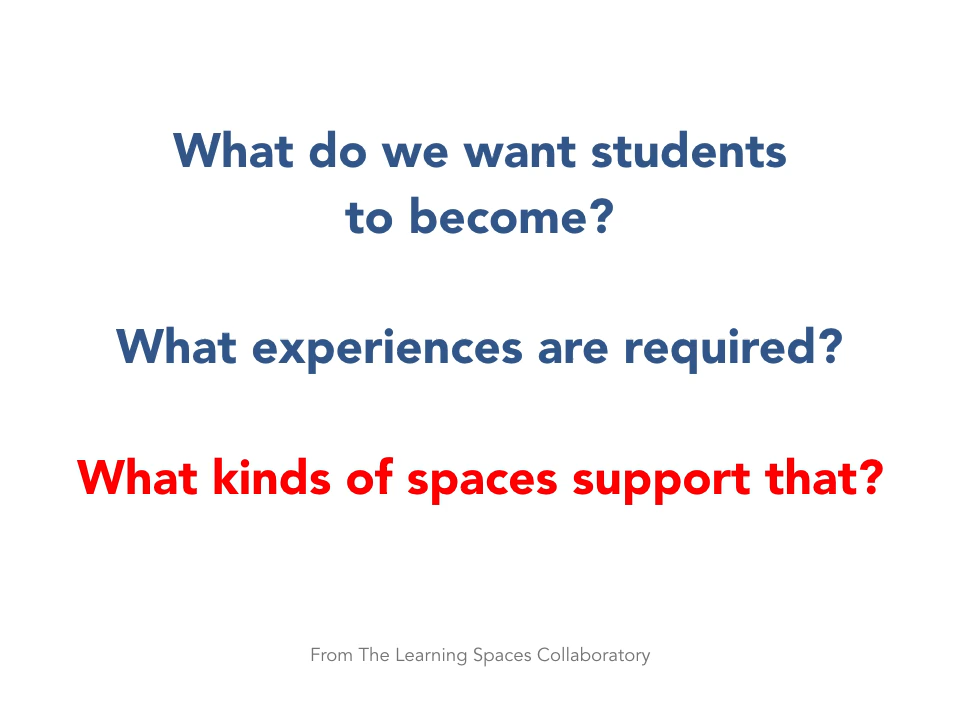 What do we want students
to become?
What experiences are required?
What kinds of spaces support that?
From The Learning Spaces Collaboratory